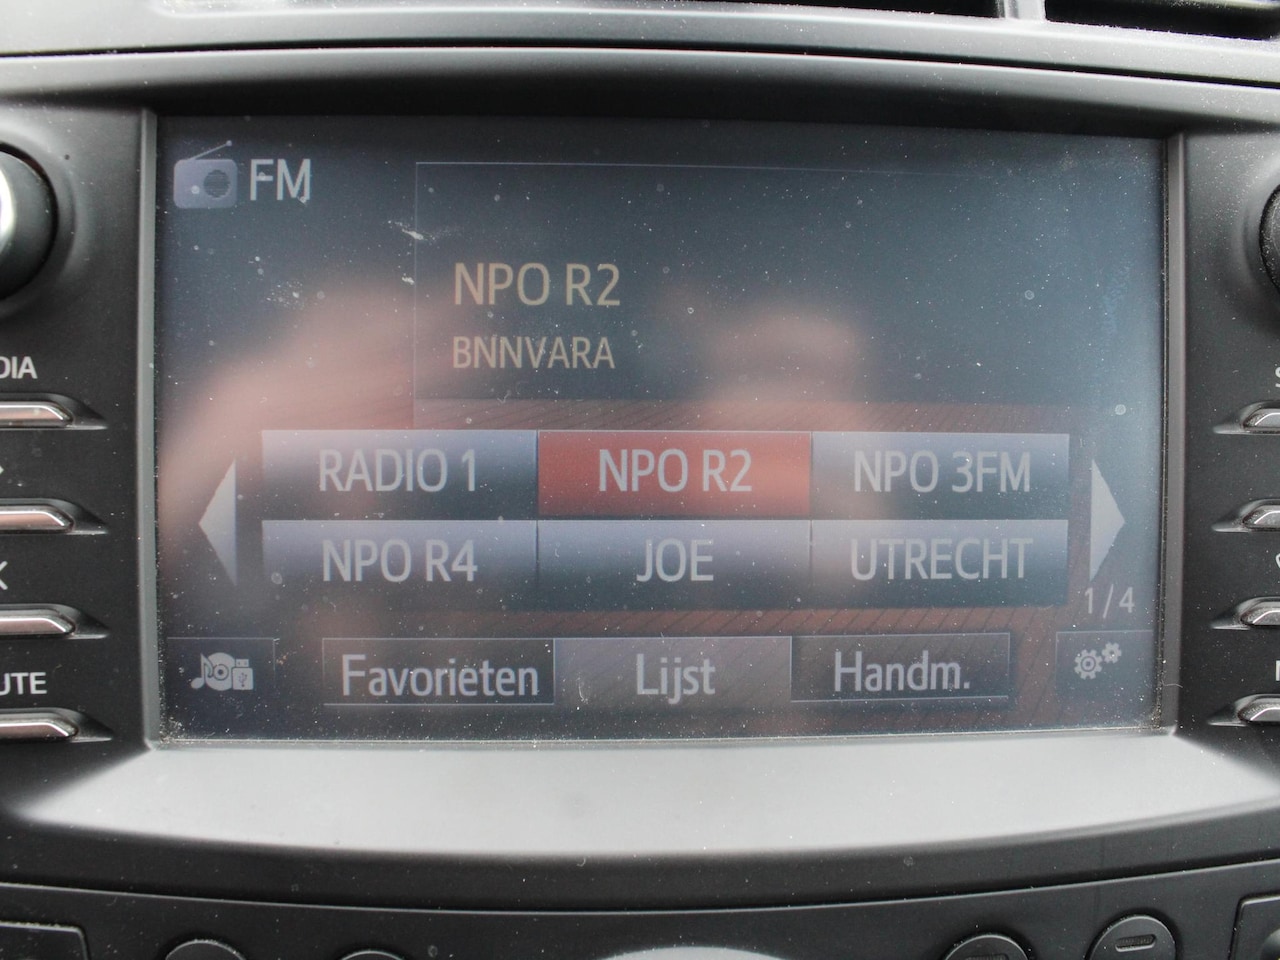 FM
NPO R2
BNNVARA
RADIO 1 NPO R2 NPO 3FM
NPO R4 JOE UTRECHT
1/4
Favorieten Lijst Handm.
DIA
K
UTE